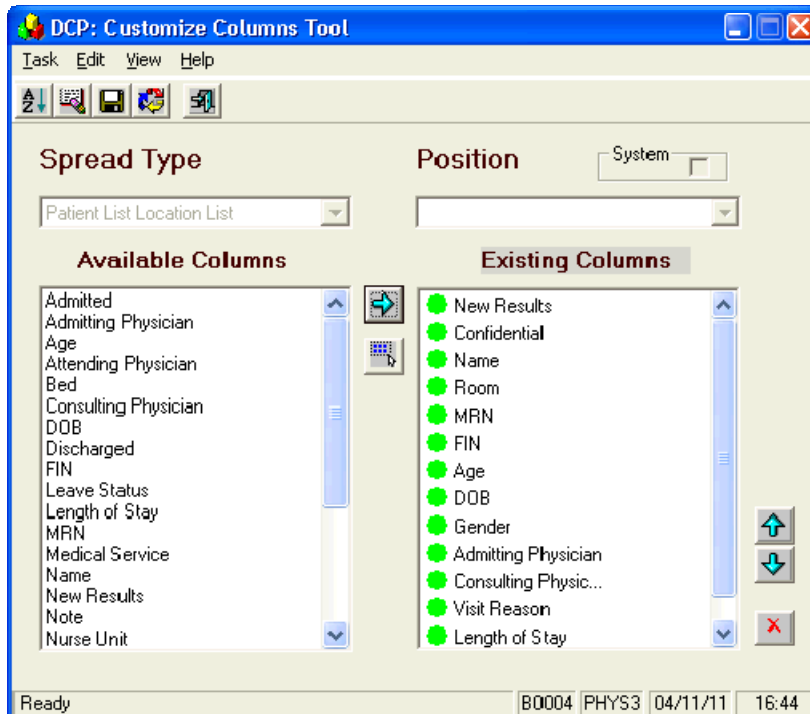 DCP: Customize Columns Tool
Task Edit View Help
Spread Type
Position
System
Patient List Location List
Available Columns
Existing Columns
Admitted
Admitting Physician
Age
Attending Physician
Bed
Consulting Physician
DOB
Discharged
FIN
Leave Status
Length of Stay
MRN
Medical Service
Name
New Results
Note
Nurse Unit
New Results
Confidential
Name
Room
MRN
FIN
Age
DOB
Gender
Admitting Physician
Consulting Physic...
Visit Reason
Length of Stay
Ready B0004 PHYS3 04/11/11 16:44